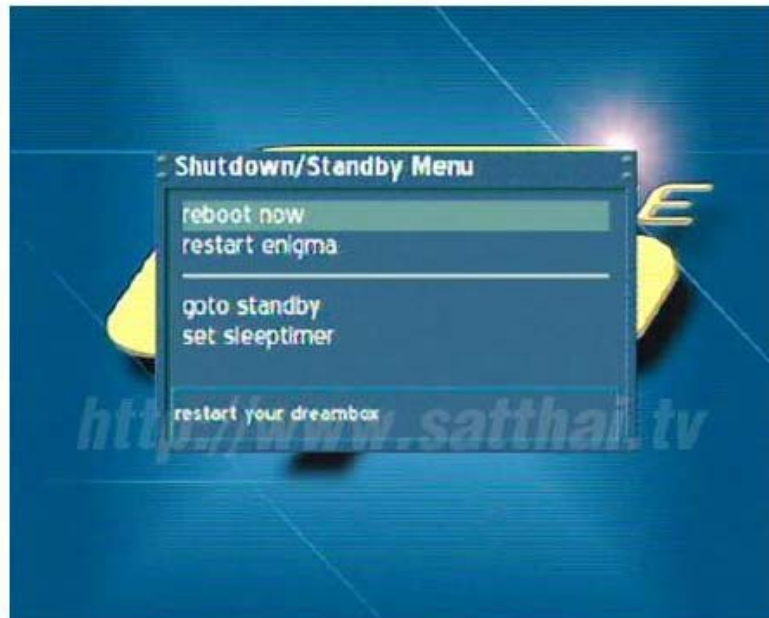 Shutdown/Standby Menu
E
reboot now
restart enigma
goto standby
set sleeptimer
restart your dreambox
http://www.satthai.tv